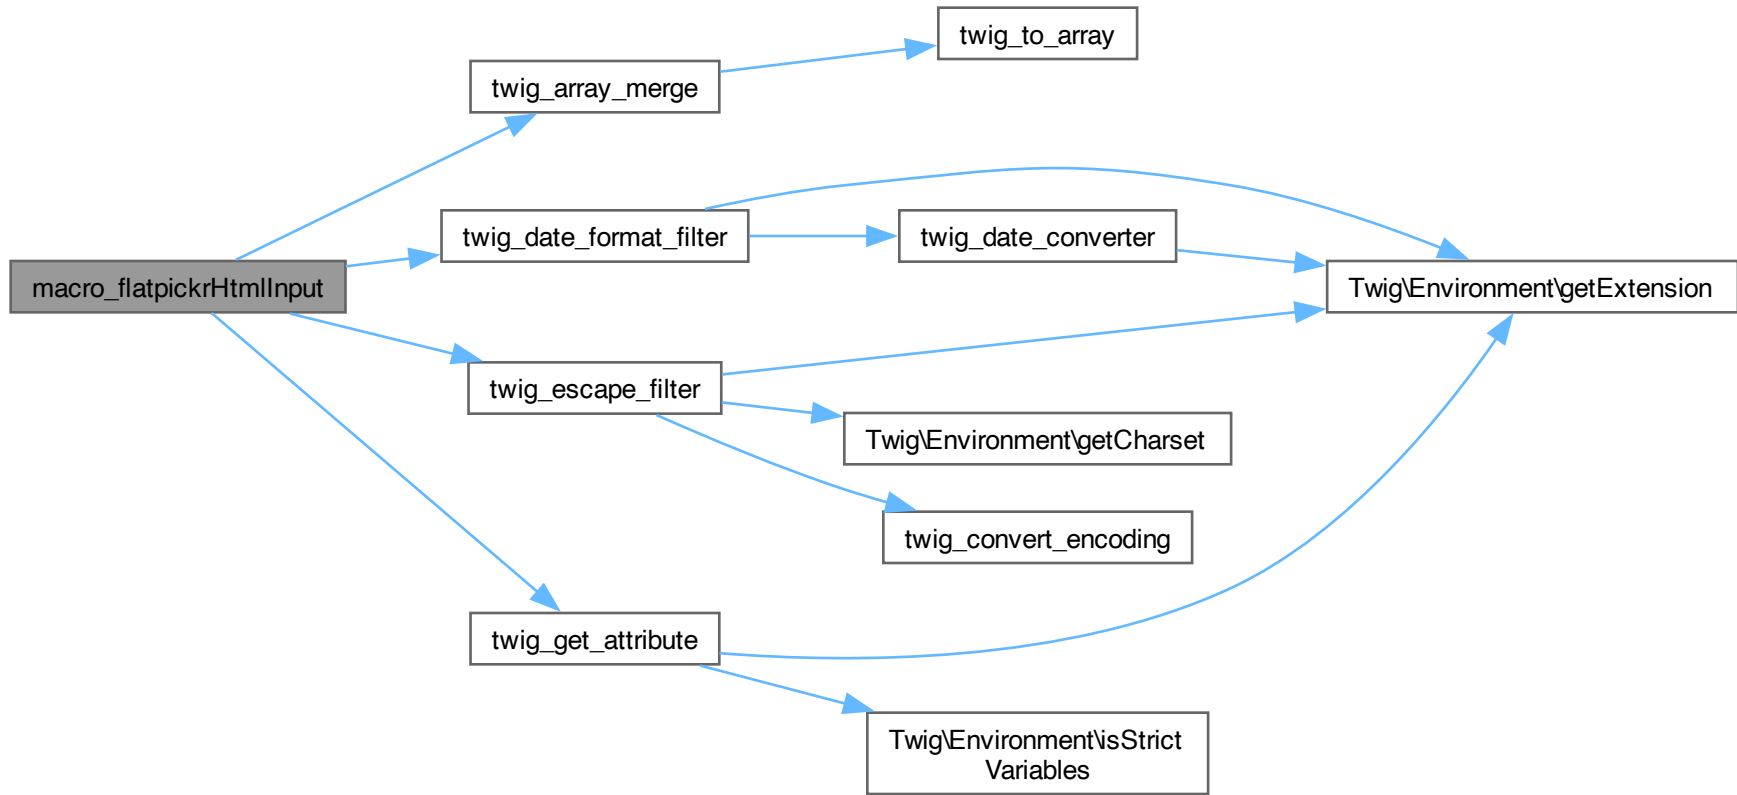 twig_to_array
twig_array_merge
twig_date_format_filter
twig_date_converter
macro_flatpickrHtmlInput
Twig\Environment\getExtension
twig_escape_filter
Twig\Environment\getCharset
twig_convert_encoding
twig_get_attribute
Twig\Environment\isStrict
Variables